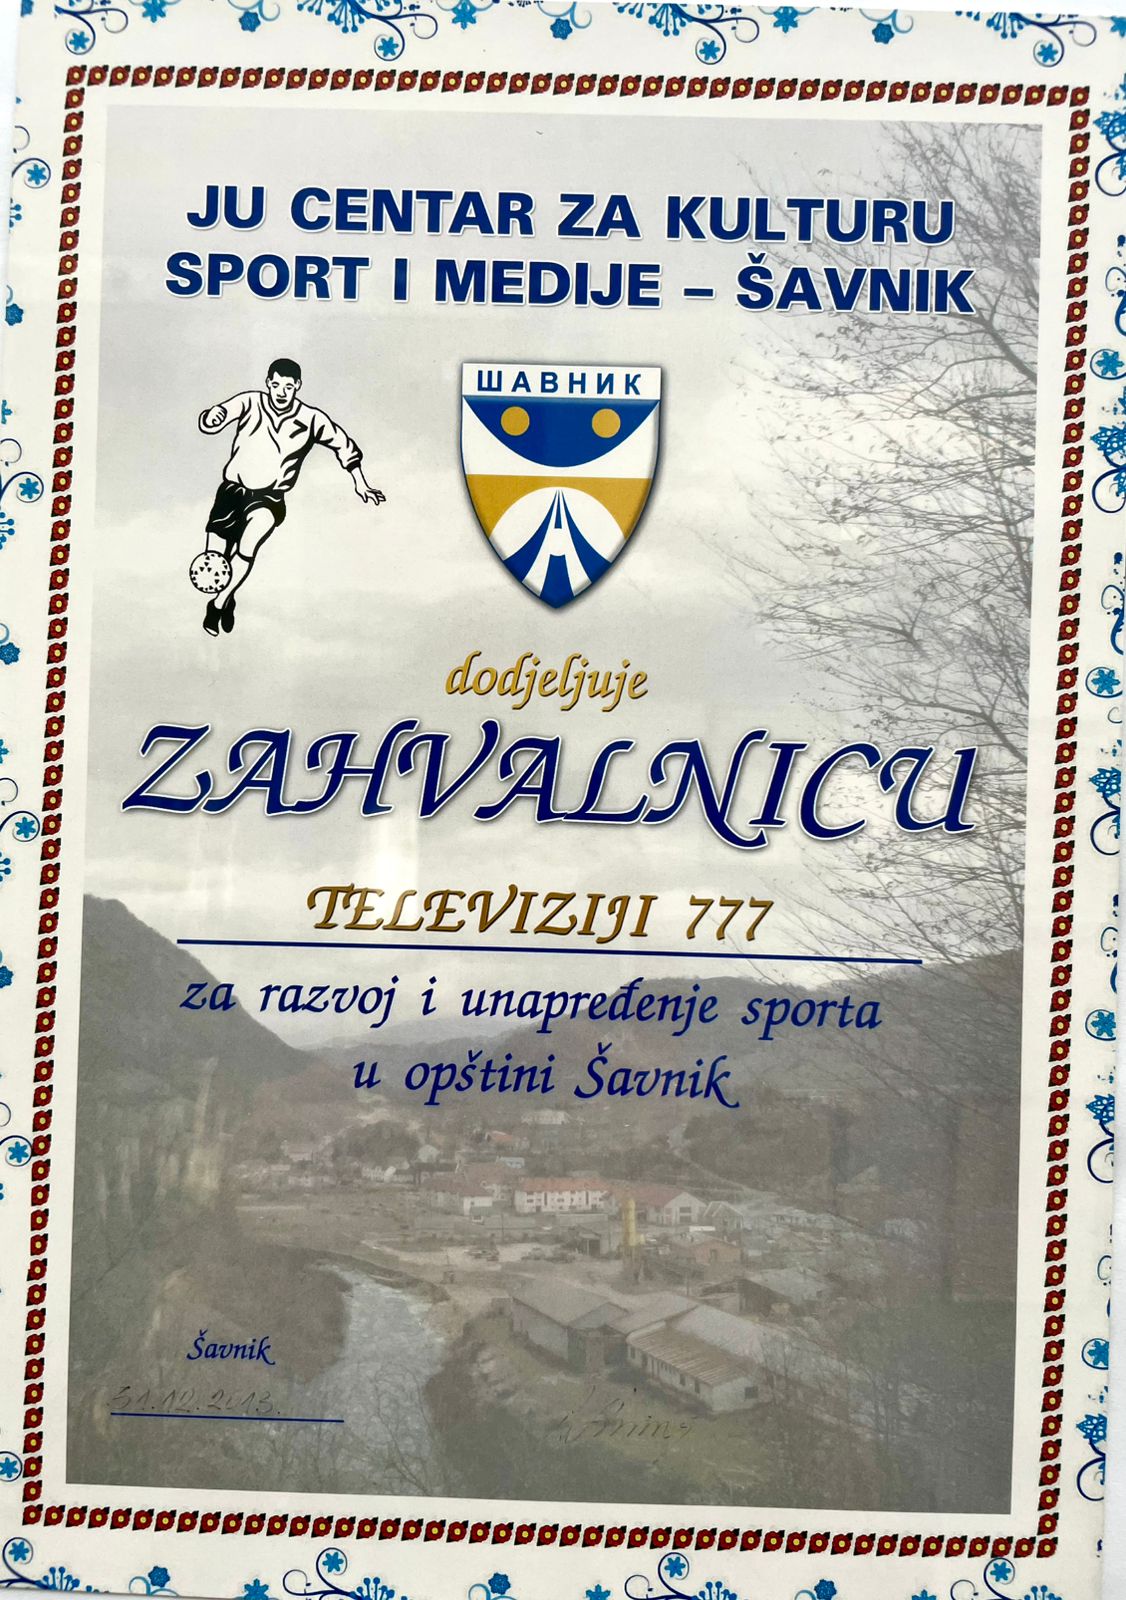 JU CENTAR ZA KULTURU
SPORT I MEDIJE – ŠAVNIK
ШАВНИК
dodjeljuje
ZAHVALNICU
TELEVIZIJI 777
za razvoj i unapređenje sporta
u opštini Šavnik
Šavnik
31.12.2013.